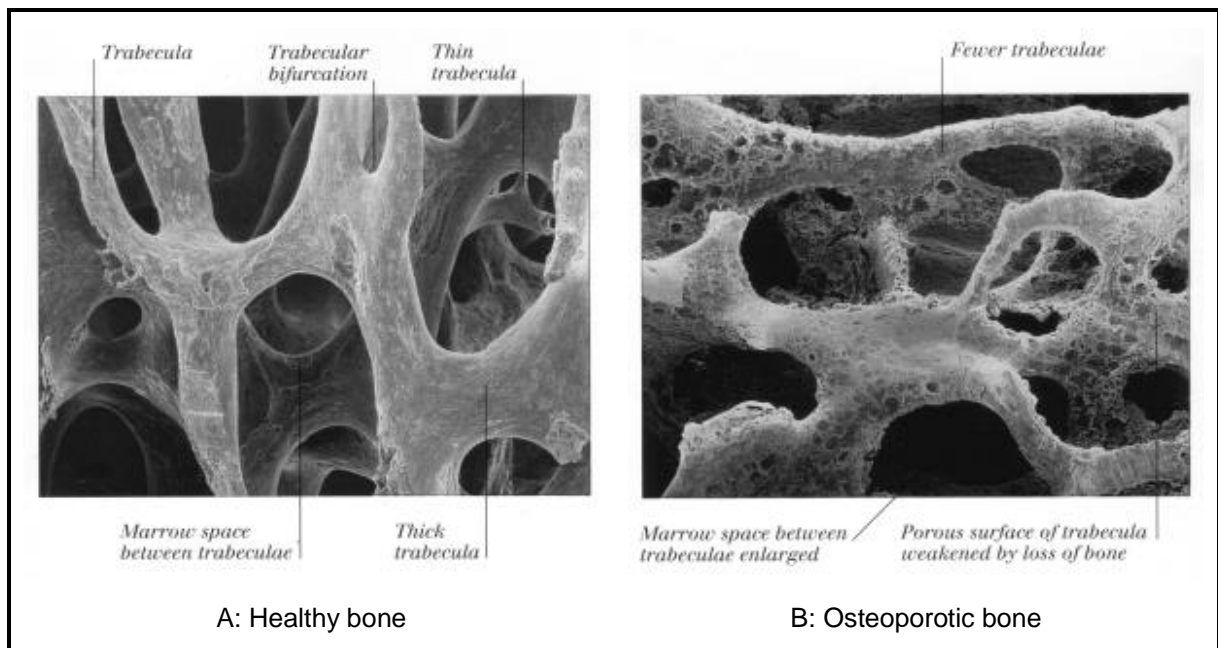 Trabecula
Trabecular
bifurcation
Thin
trabecula
Fewer trabeculae
Marrow space
between trabeculae
Thick
trabecula
Marrow space between
trabeculae enlarged
Porous surface of trabecula
weakened by loss of bone
A: Healthy bone
B: Osteoporotic bone